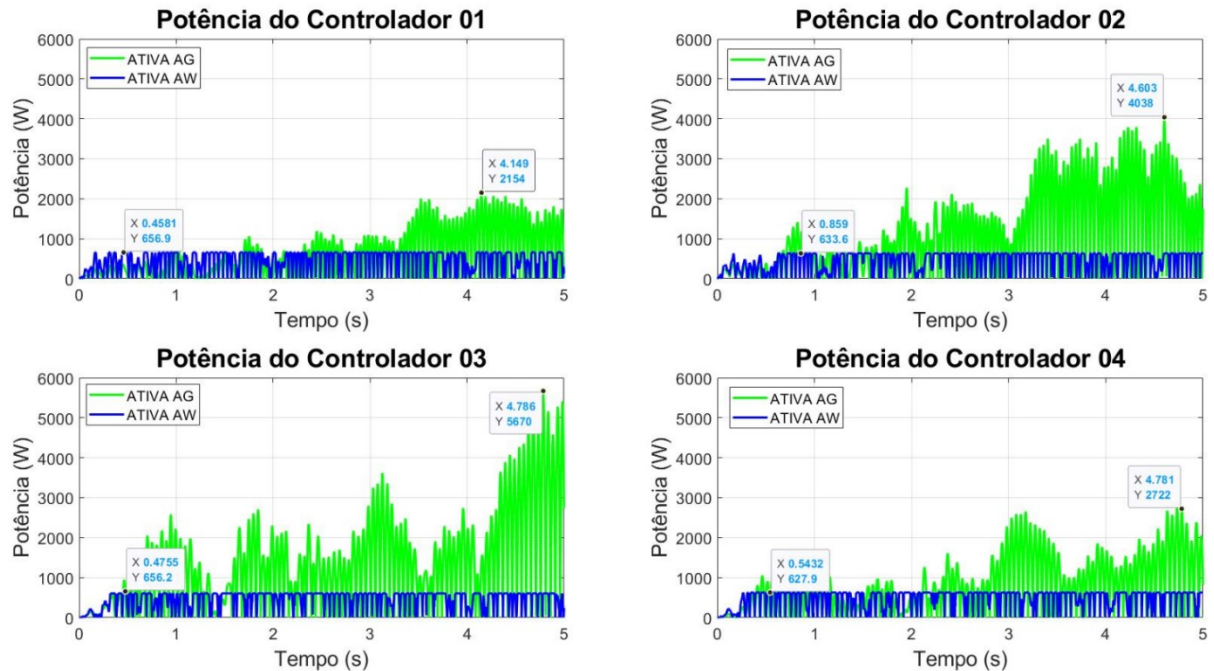 Potência do Controlador 01
Potência (W)
6000
5000
4000
3000
2000
1000
0
ATIVA AG
ATIVA AW
X 0.4581
Y 656.9
X 4.149
Y 2154
0 1 2 3 4 5
Tempo (s)
Potência do Controlador 02
Potência (W)
6000
5000
4000
3000
2000
1000
0
ATIVA AG
ATIVA AW
X 0.859
Y 633.6
X 4.603
Y 4038
0 1 2 3 4 5
Tempo (s)
Potência do Controlador 03
Potência (W)
6000
5000
4000
3000
2000
1000
0
ATIVA AG
ATIVA AW
X 0.4755
Y 656.2
X 4.786
Y 5670
0 1 2 3 4 5
Tempo (s)
Potência do Controlador 04
Potência (W)
6000
5000
4000
3000
2000
1000
0
ATIVA AG
ATIVA AW
X 0.5432
Y 627.9
X 4.781
Y 2722
0 1 2 3 4 5
Tempo (s)